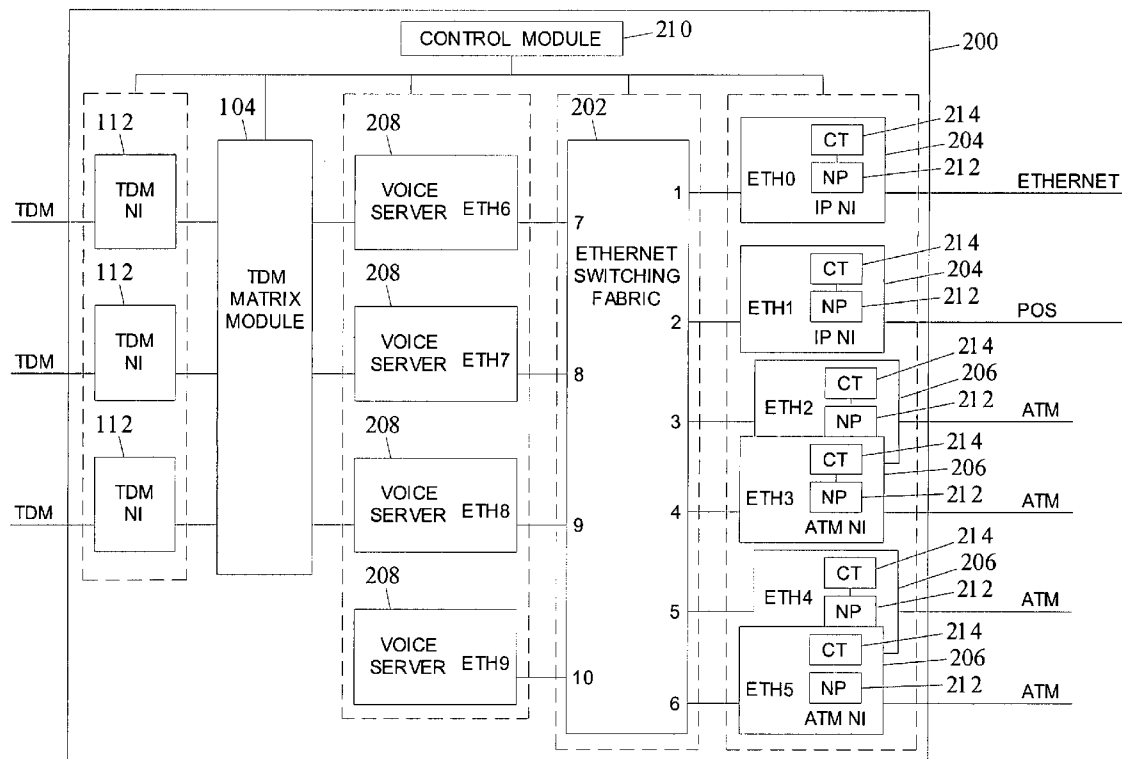 CONTROL MODULE
210
200
112
104
208
202
214
204
212
TDM
TDM
NI
VOICE
SERVER
ETH6
7
1
ETH0
CT
NP
IP NI
ETHERNET
112
TDM
TDM
NI
TDM
MATRIX
MODULE
208
VOICE
SERVER
ETH7
8
ETHERNET
SWITCHING
FABRIC
2
ETH1
CT
NP
IP NI
214
204
212
POS
112
TDM
TDM
NI
208
VOICE
SERVER
ETH8
9
3
ETH2
CT
NP
214
206
212
ATM
4
ETH3
CT
NP
ATM NI
214
206
212
ATM
208
VOICE
SERVER
ETH9
10
5
ETH4
CT
NP
214
206
212
ATM
6
ETH5
CT
NP
ATM NI
214
206
212
ATM